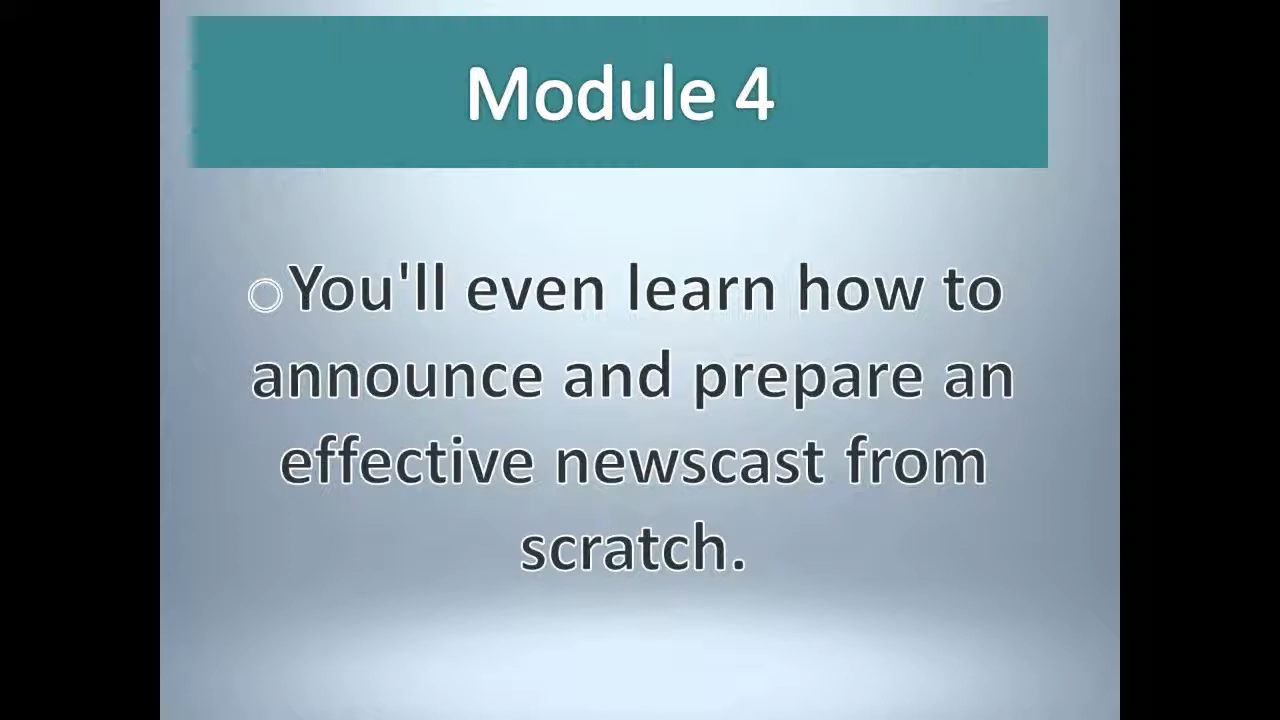 Module 4
You'll even learn how to
announce and prepare an
effective newscast from
scratch.